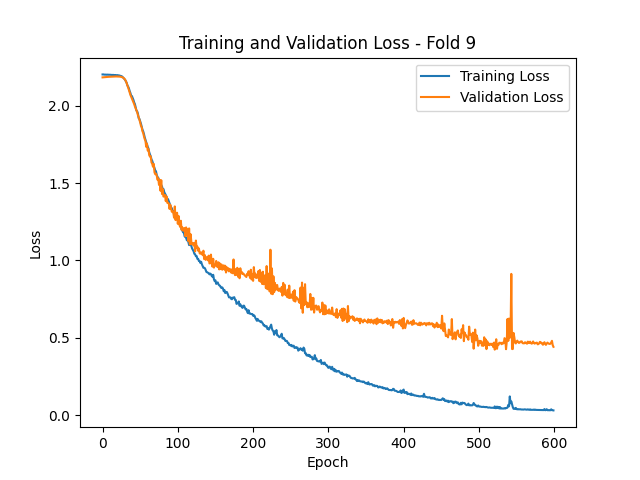 Training and Validation Loss - Fold 9
Training Loss
Validation Loss
Loss
2.0
1.5
1.0
0.5
0.0
0 100 200 300 400 500 600
Epoch